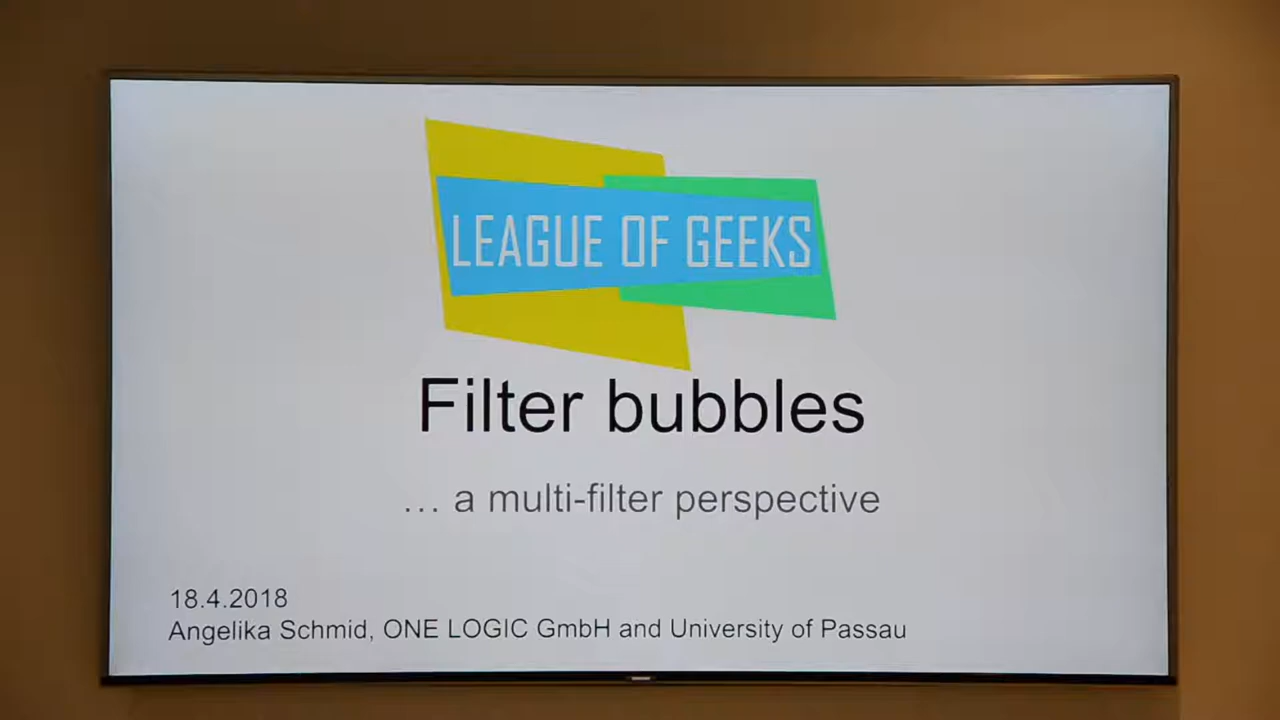 LEAGUE OF GEEKS
Filter bubbles
… a multi-filter perspective
18.4.2018
Angelika Schmid, ONE LOGIC GmbH and University of Passau